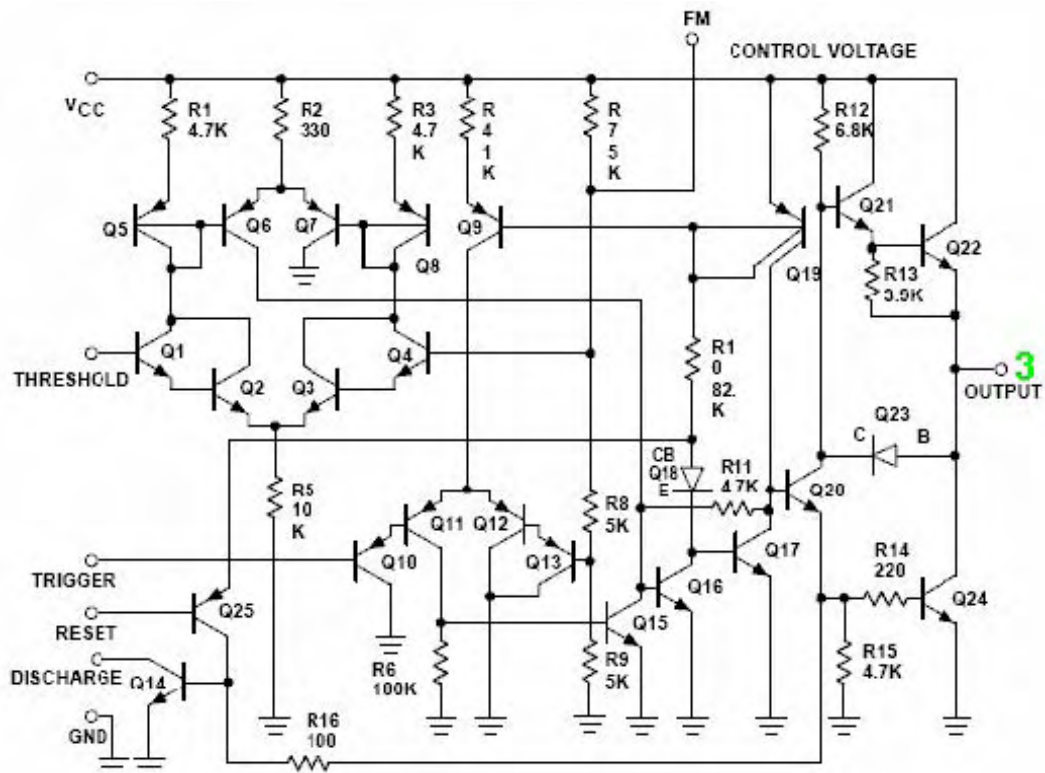 FM
CONTROL VOLTAGE
VCC
R1
4.7K
R2
330
R3
4.7
K
R
4
1
K
R
7
5
K
R12
6.8K
Q5
Q6
Q7
Q8
Q9
Q19
Q21
Q22
R13
3.9K
THRESHOLD
Q1
Q2
Q3
Q4
R1
0
82.
K
3
OUTPUT
Q23
C
B
CB
Q18
E
R11
4.7K
Q20
R5
10
K
Q11
Q12
R8
5K
Q10
Q13
Q17
Q16
TRIGGER
R14
220
Q25
Q15
Q24
RESET
R6
100K
R9
5K
R15
4.7K
DISCHARGE
Q14
GND
R16
100